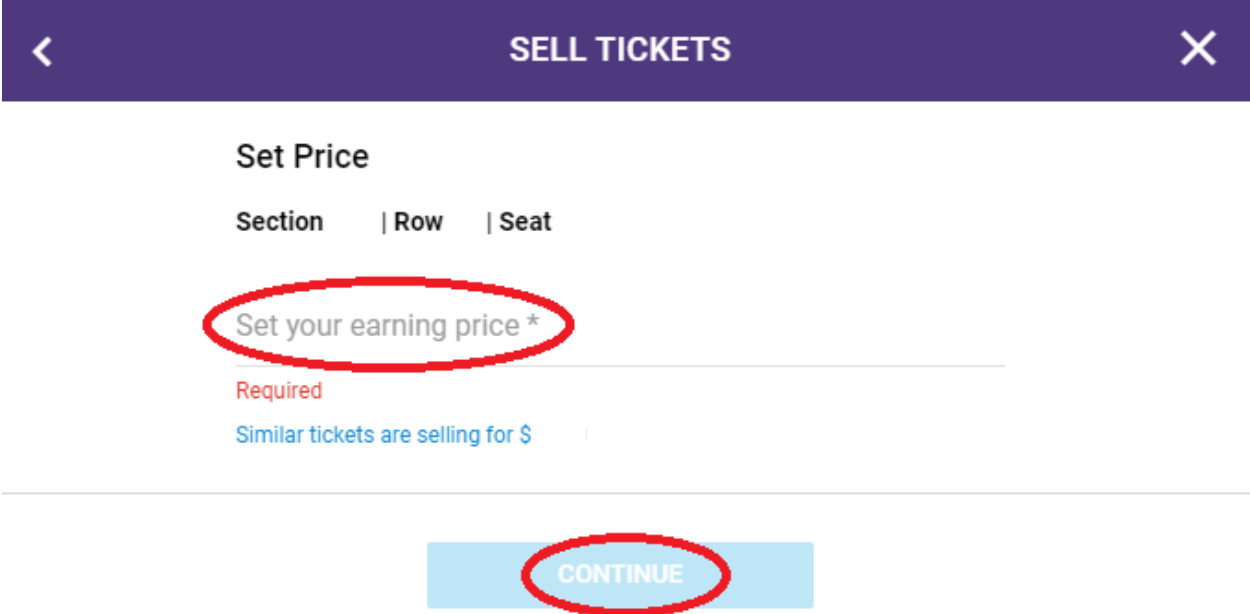 SELL TICKETS
Set Price
Section | Row | Seat
Set your earning price *
Required
Similar tickets are selling for $
CONTINUE